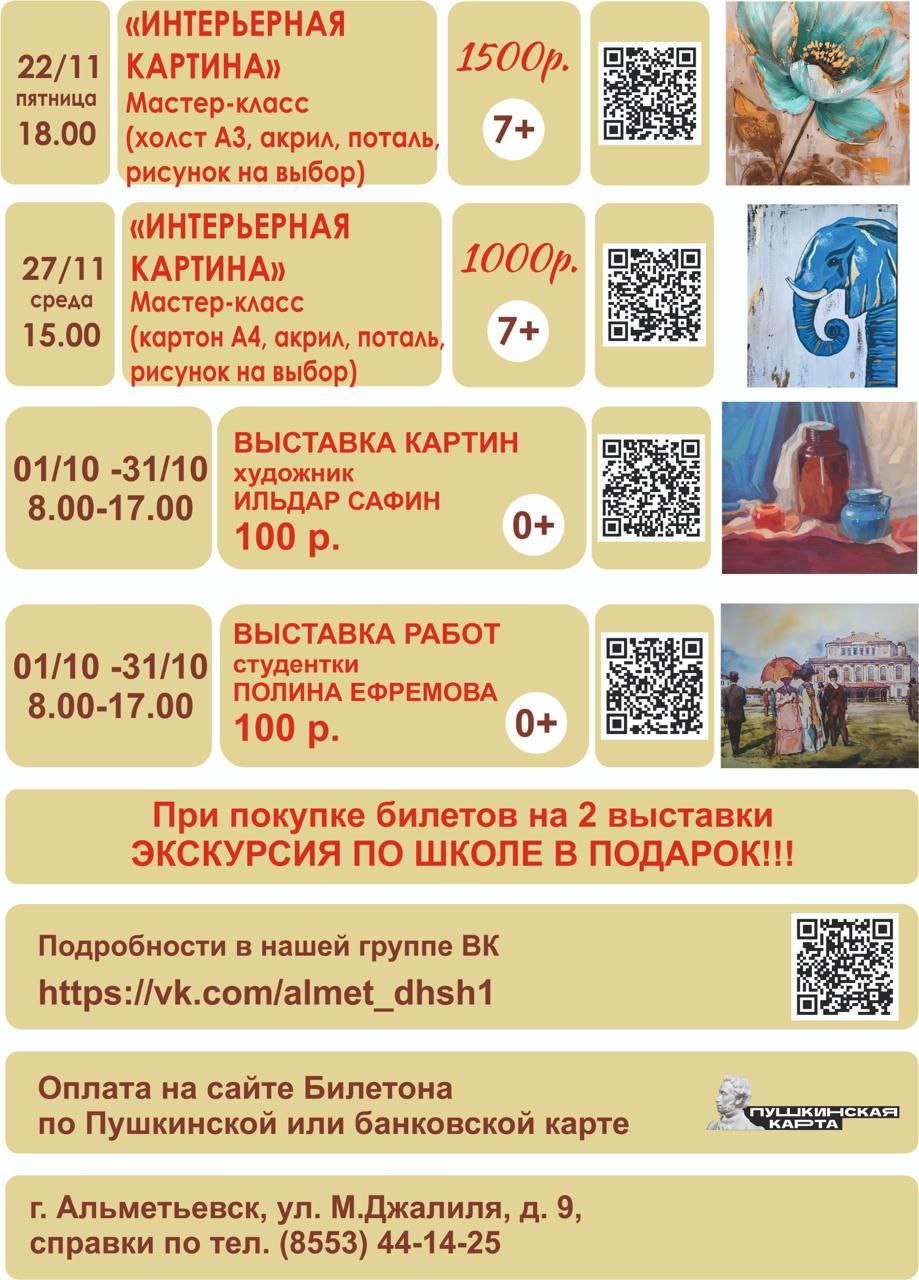 22/11
пятница
18.00
«ИНТЕРЬЕРНАЯ
КАРТИНА»
Мастер-класс
(холст А3, акрил, поталь,
рисунок на выбор)
1500р.
7+
27/11
среда
15.00
«ИНТЕРЬЕРНАЯ
КАРТИНА»
Мастер-класс
(картон А4, акрил, поталь,
рисунок на выбор)
1000р.
7+
01/10 -31/10
8.00-17.00
ВЫСТАВКА КАРТИН
художник
ИЛЬДАР САФИН
100 р.
0+
01/10 -31/10
8.00-17.00
ВЫСТАВКА РАБОТ
студентки
ПОЛИНА ЕФРЕМОВА
100 р.
0+
При покупке билетов на 2 выставки
ЭКСКУРСИЯ ПО ШКОЛЕ В ПОДАРОК!!!
Подробности в нашей группе ВК
https://vk.com/almet_dhsh1
Оплата на сайте Билетона
по Пушкинской или банковской карте
ПУШКИНСКАЯ
КАРТА
г. Альметьевск, ул. М.Джалиля, д. 9,
справки по тел. (8553) 44-14-25